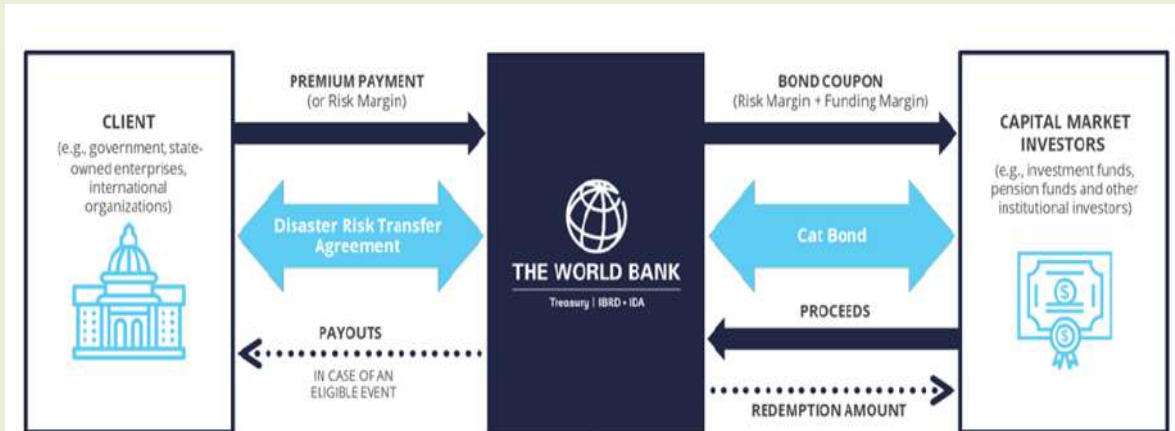 CLIENT
(e.g., government, state-
owned enterprises,
international
organizations)
PREMIUM PAYMENT
(or Risk Margin)
Disaster Risk Transfer
Agreement
PAYOUTS
IN CASE OF AN
ELIGIBLE EVENT
THE WORLD BANK
Treasury | IBRD • IDA
BOND COUPON
(Risk Margin + Funding Margin)
Cat Bond
PROCEEDS
REDEMPTION AMOUNT
CAPITAL MARKET
INVESTORS
(e.g., investment funds,
pension funds and other
institutional investors)
$
$